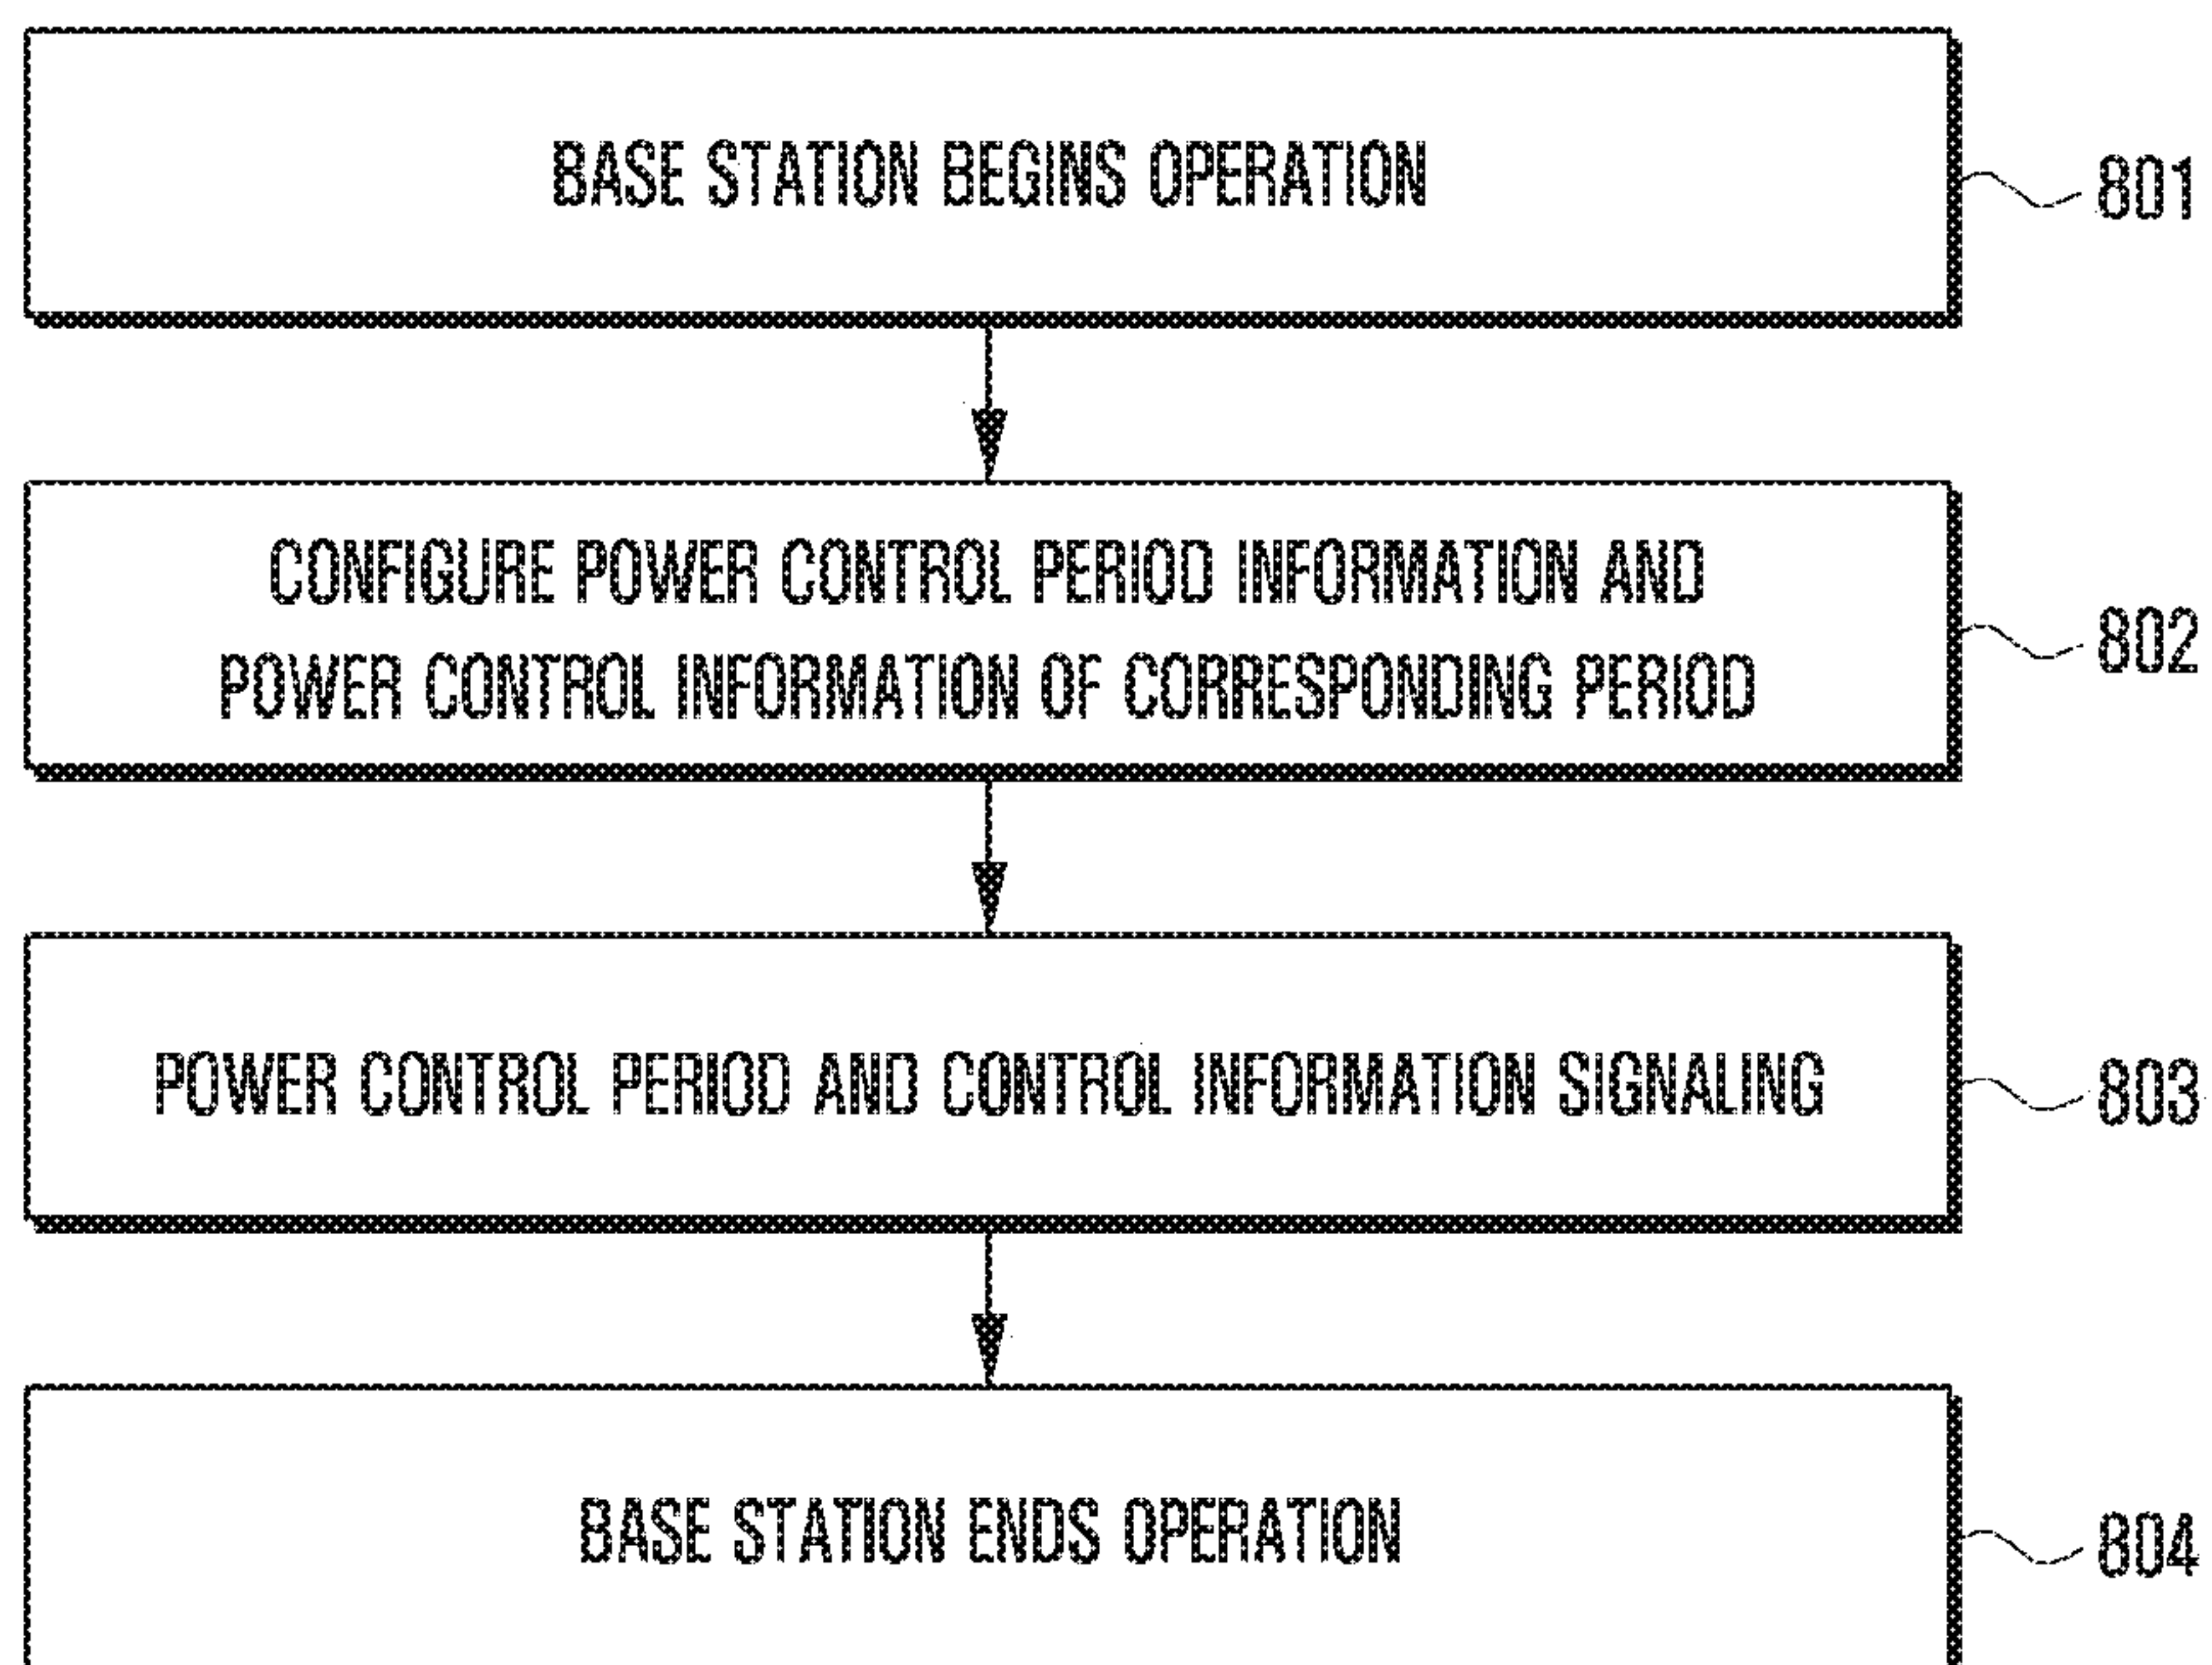 BASE STATION BEGINS OPERATION
801
CONFIGURE POWER CONTROL PERIOD INFORMATION AND
POWER CONTROL INFORMATION OF CORRESPONDING PERIOD
802
POWER CONTROL PERIOD AND CONTROL INFORMATION SIGNALING
803
BASE STATION ENDS OPERATION
804